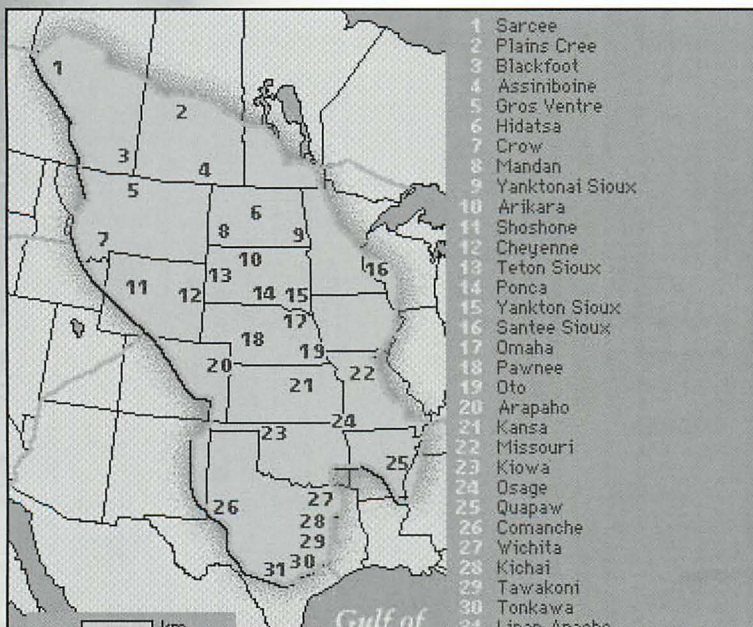 1 Sarcee
2 Plains Cree
3 Blackfoot
4 Assiniboine
5 Gros Ventre
6 Hidatsa
7 Crow
8 Mandan
9 Yanktonai Sioux
10 Arikara
11 Shoshone
12 Cheyenne
13 Teton Sioux
14 Ponca
15 Yankton Sioux
16 Santee Sioux
17 Omaha
18 Pawnee
19 Oto
20 Arapaho
21 Kansa
22 Missouri
23 Kiowa
24 Osage
25 Quapaw
26 Comanche
27 Wichita
28 Kichai
29 Tawakoni
30 Tonkawa
31 Lipan Apache
1
2
3
4
5
6
7
8
9
10
11
12
13
14
15
16
17
18
19
20
21
22
23
24
25
26
27
28
29
30
31
Gulf of
km